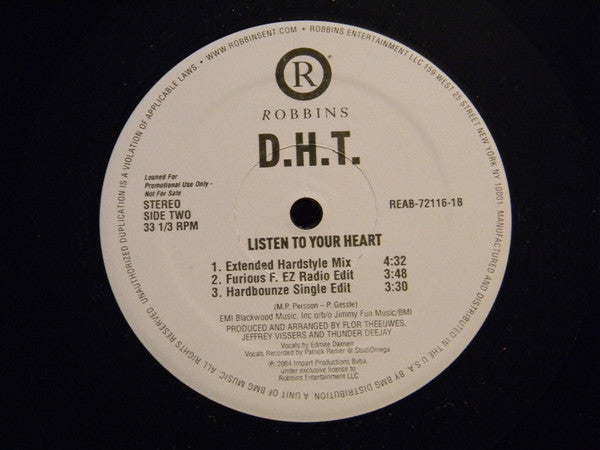 UNAUTHORIZED DUPLICATION IS A VIOLATION OF APPLICABLE LAWS. • WWW.ROBBINSENT.COM • ROBBINS ENTERTAINMENT LLC 159 WEST 25 STREET NEW YORK NY 10001. MANUFACTURED AND DISTRIBUTED IN THE U.S.A. BY BMG DISTRIBUTION. A UNIT OF BMG MUSIC. ALL RIGHTS RESERVED.
R
ROBBINS
D.H.T.
Loaned For
Promotional Use Only -
Not For Sale
STEREO
SIDE TWO
33 1/3 RPM
REAB-72116-1B
LISTEN TO YOUR HEART
1. Extended Hardstyle Mix 4:32
2. Furious F. EZ Radio Edit 3:48
3. Hardbounze Single Edit 3:30
(M.P. Persson – P. Gessle)
EMI Blackwood Music, Inc o/b/o Jimmy Fun Music/BMI
PRODUCED AND ARRANGED BY FLOR THEEUWES,
JEFFREY VISSERS AND THUNDER DEEJAY
Vocals by Edmée Daenen
Vocals Recorded by Patrick Renier @ StudiOmega
℗ 2004 Impart Productions Bvba.
under exclusive license to
Robbins Entertainment LLC